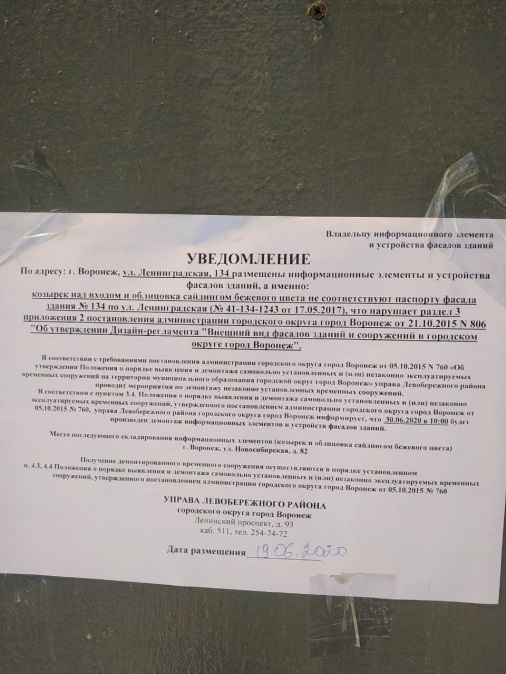 Владельцу информационного элемента
и устройства фасадов зданий
УВЕДОМЛЕНИЕ
По адресу: г. Воронеж, ул. Ленинградская, 134 размещены информационные элементы и устройства
фасадов зданий, а именно:
козырек над входом и облицовка сайдингом бежевого цвета не соответствуют паспорту фасада
здания № 134 по ул. Ленинградская (№ 41-134-1243 от 17.05.2017), что нарушает раздел 3
приложения 2 постановления администрации городского округа город Воронеж от 21.10.2015 N 806
"Об утверждении Дизайн-регламента "Внешний вид фасадов зданий и сооружений в городском
округе город Воронеж".
В соответствии с требованиями постановления администрации городского округа город Воронеж от 05.10.2015 N 760 «Об
утверждении Положения о порядке выявления и демонтажа самовольно установленных и (или) незаконно эксплуатируемых
временных сооружений на территории муниципального образования городской округ город Воронеж» управа Левобережного района
проводит мероприятия по демонтажу незаконно установленных временных сооружений.
В соответствии с пунктом 3.4. Положения о порядке выявления и демонтажа самовольно установленных и (или) незаконно
эксплуатируемых временных сооружений, утвержденного постановлением администрации городского округа город Воронеж от
05.10.2015 № 760, управа Левобережного района городского округа город Воронеж информирует, что 30.06.2020 в 10:00 будет
произведен демонтаж информационных элементов и устройств фасадов зданий.
Место последующего складирования информационных элементов (козырек и облицовка сайдингом бежевого цвета)
г. Воронеж, ул. Новосибирская, д. 82
Получение демонтированного временного сооружения осуществляются в порядке установленном
п. 4.3, 4.4 Положения о порядке выявления и демонтажа самовольно установленных и (или) незаконно эксплуатируемых временных
сооружений, утвержденного постановлением администрации городского округа город Воронеж от 05.10.2015 № 760
УПРАВА ЛЕВОБЕРЕЖНОГО РАЙОНА
городского округа город Воронеж
Ленинский проспект, д. 93
каб. 511, тел. 254-74-72
Дата размещения 19.06.2020